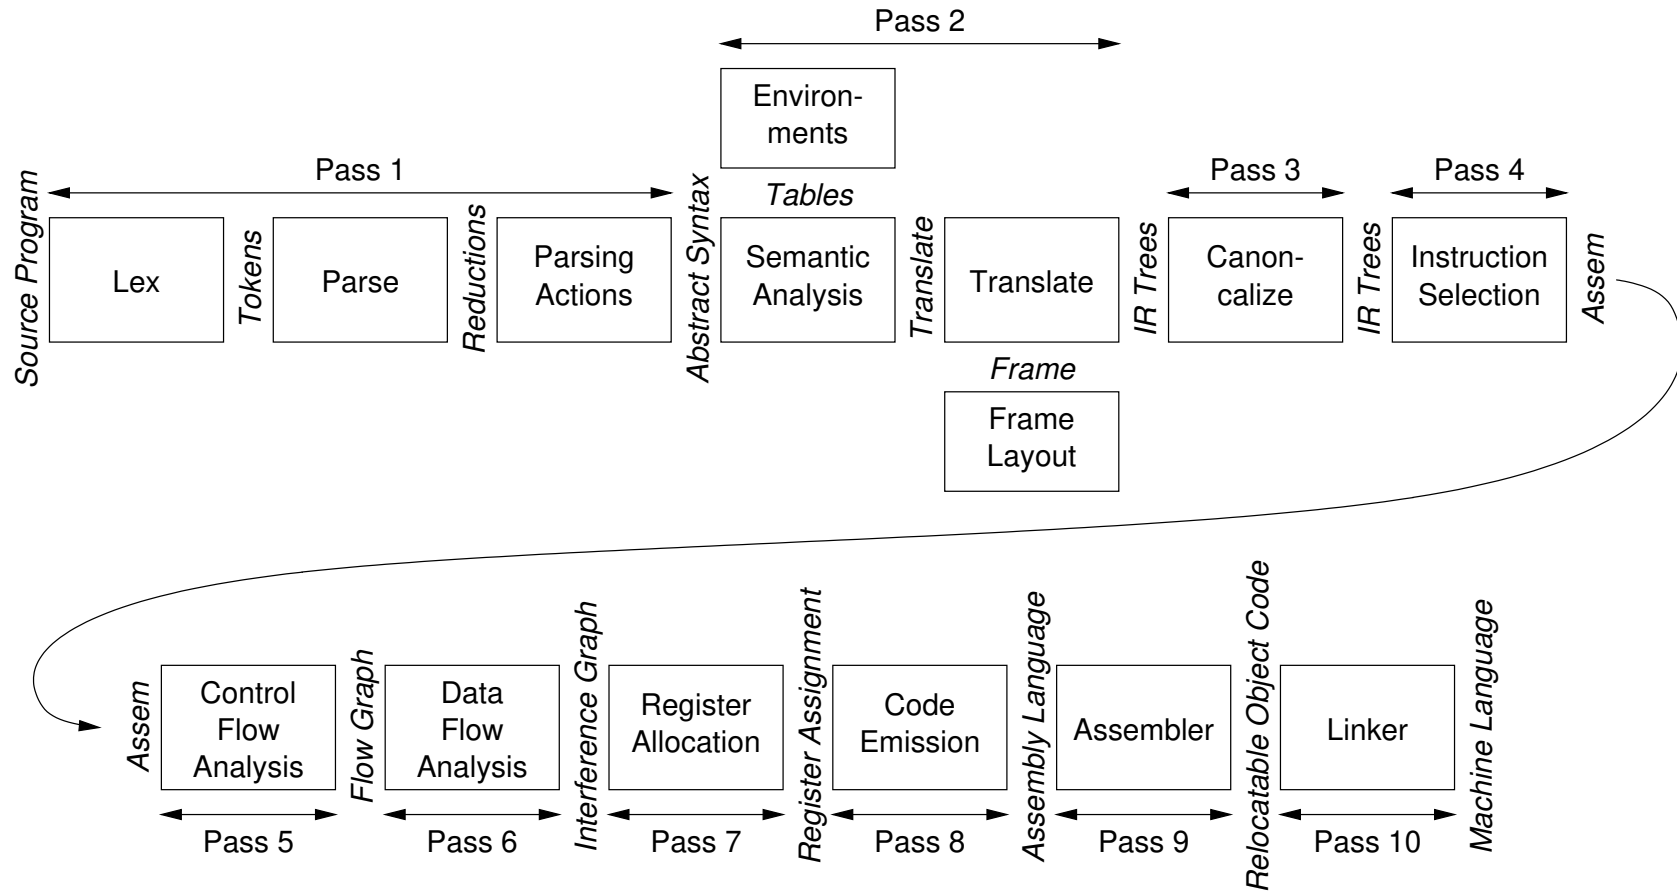 Pass 2
Environ-
ments
Pass 1
Pass 3
Pass 4
Tables
Source Program
Lex
Tokens
Parse
Reductions
Parsing
Actions
Abstract Syntax
Semantic
Analysis
Translate
Translate
IR Trees
Canon-
calize
IR Trees
Instruction
Selection
Assem
Frame
Frame
Layout
Assem
Control
Flow
Analysis
Flow Graph
Data
Flow
Analysis
Interference Graph
Register
Allocation
Register Assignment
Code
Emission
Assembly Language
Assembler
Relocatable Object Code
Linker
Machine Language
Pass 5
Pass 6
Pass 7
Pass 8
Pass 9
Pass 10